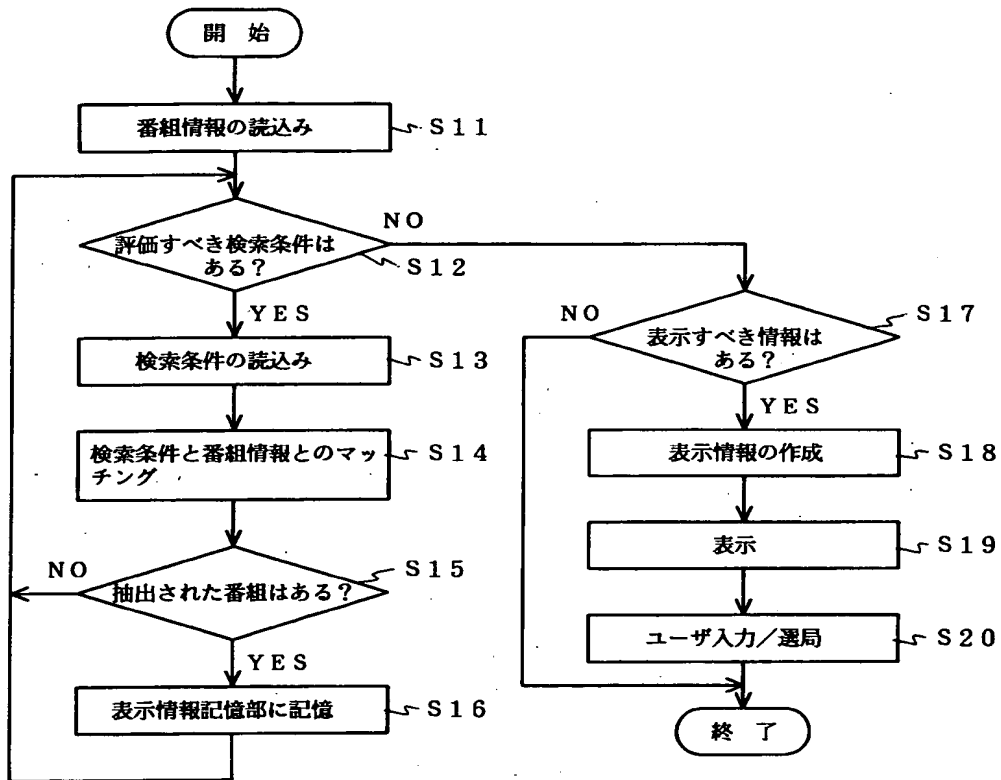 開 始
番組情報の読込み
S11
評価すべき検索条件は
ある?
NO
S12
YES
検索条件の読込み
S13
検索条件と番組情報とのマッ
チング
S14
抽出された番組はある?
NO
S15
YES
表示情報記憶部に記憶
S16
表示すべき情報は
ある?
NO
S17
YES
表示情報の作成
S18
表示
S19
ユーザ入力/選局
S20
終 了